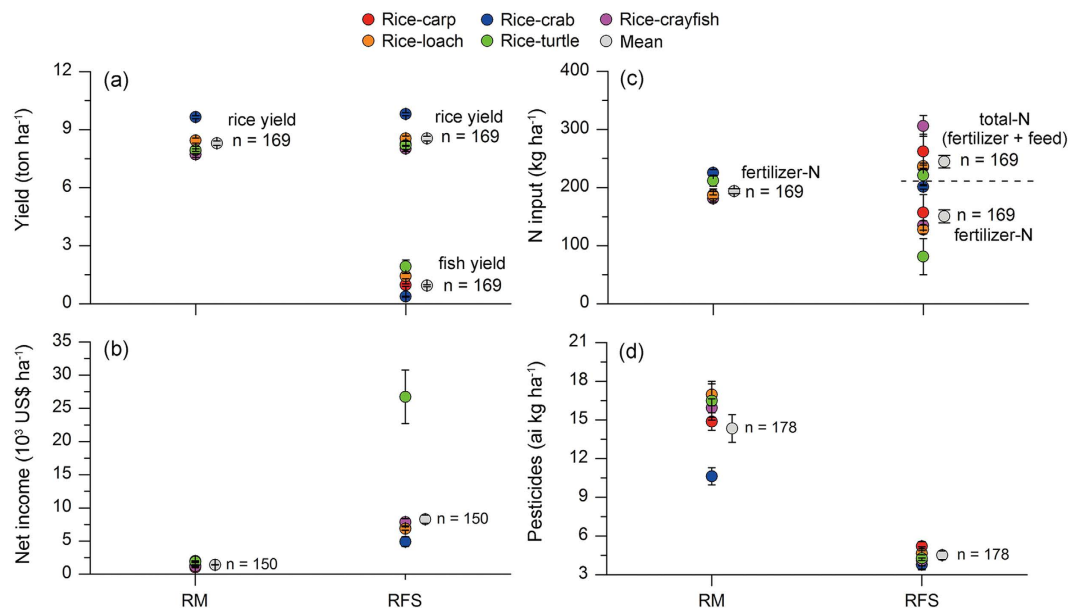 Rice-carp Rice-crab Rice-crayfish
Rice-loach Rice-turtle Mean
(a)
Yield (ton ha⁻¹)
12
9
6
3
0
rice yield
n = 169
rice yield
n = 169
fish yield
n = 169
(c)
N input (kg ha⁻¹)
400
300
200
100
0
fertilizer-N
n = 169
total-N
(fertilizer + feed)
n = 169
n = 169
fertilizer-N
(b)
Net income (10³ US$ ha⁻¹)
35
30
25
20
15
10
5
0
n = 150
n = 150
RM RFS
(d)
Pesticides (ai kg ha⁻¹)
21
18
15
12
9
6
3
n = 178
n = 178
RM RFS